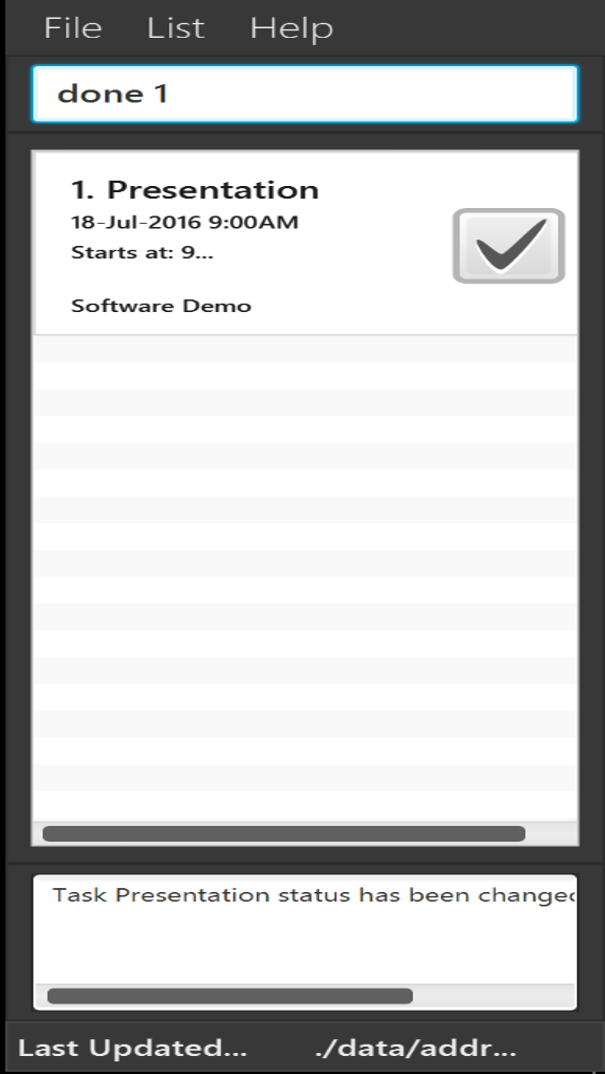 File List Help
done 1
1. Presentation
18-Jul-2016 9:00AM
Starts at: 9...
Software Demo
Task Presentation status has been changed
Last Updated... ./data/addr...